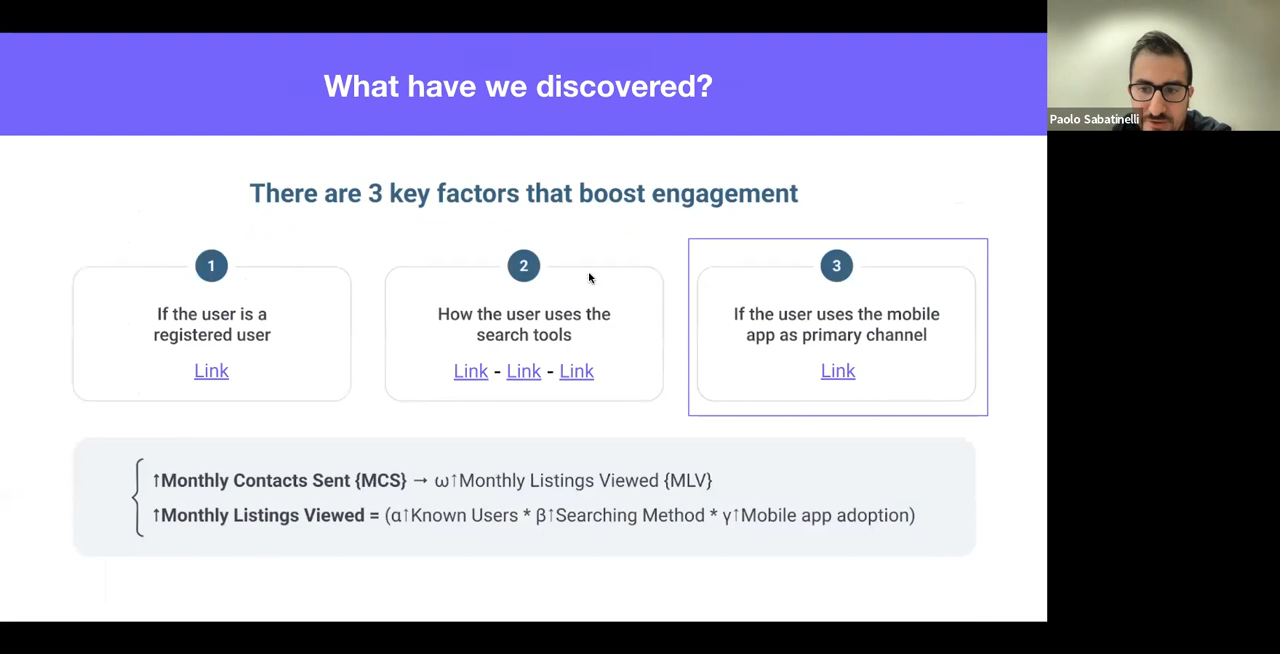 What have we discovered?
Paolo Sabatinelli
There are 3 key factors that boost engagement
1
If the user is a
registered user
Link
2
How the user uses the
search tools
Link - Link - Link
3
If the user uses the mobile
app as primary channel
Link
↑Monthly Contacts Sent {MCS} → ω↑Monthly Listings Viewed {MLV}
↑Monthly Listings Viewed = (α↑Known Users * β↑Searching Method * γ↑Mobile app adoption)